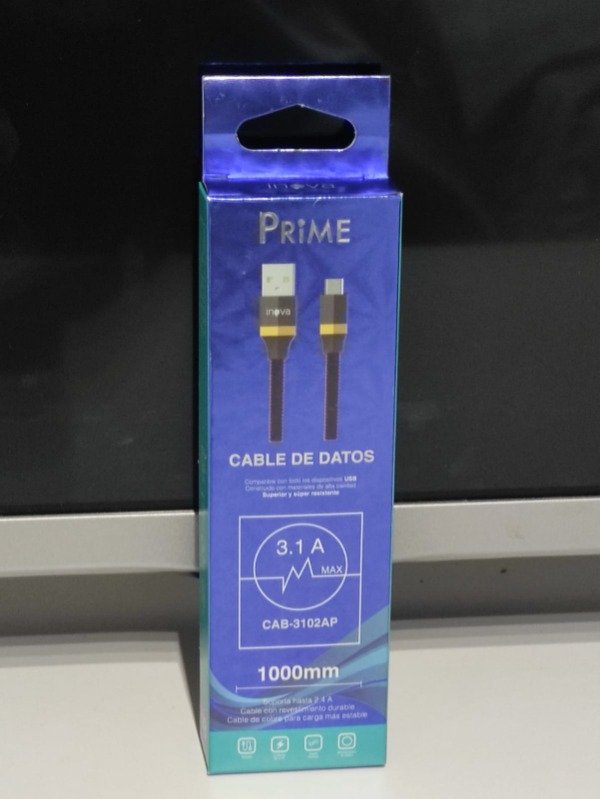 inova
PRiME
inova
CABLE DE DATOS
Compatible con todo los dispositivos USB
Construido con materiales de alta calidad
Superior y súper resistente
3.1 A
MAX
CAB-3102AP
1000mm
Soporta hasta 2.4 A
Cable con revestimiento durable
Cable de cobre para carga más estable